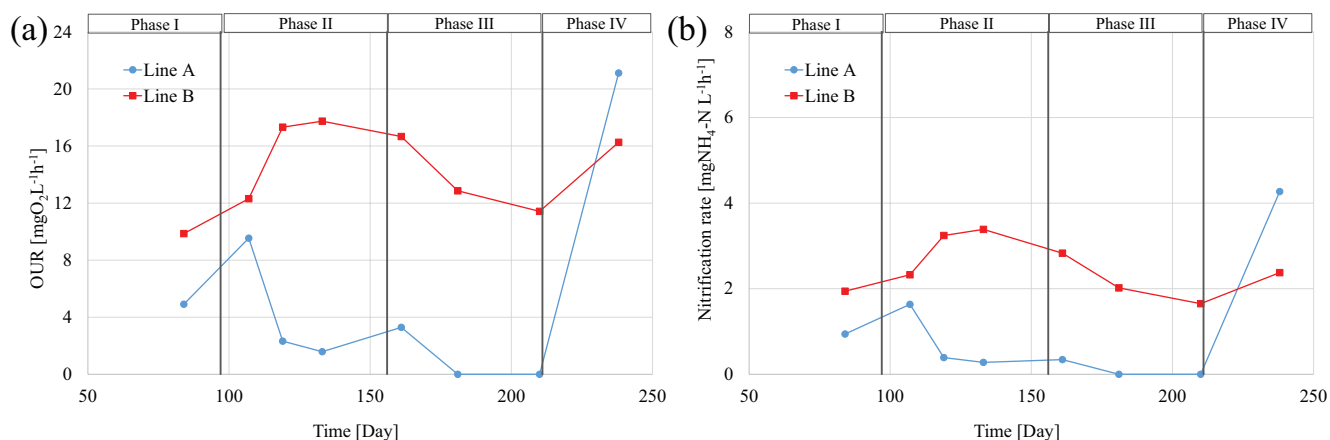 (a)
Phase I Phase II Phase III Phase IV
24
20
16
12
8
4
0
Line A
Line B
OUR [mgO₂L⁻¹h⁻¹]
50 100 150 200 250
Time [Day]
(b)
Phase I Phase II Phase III Phase IV
8
6
4
2
0
Line A
Line B
Nitrification rate [mgNH₄-N L⁻¹h⁻¹]
50 100 150 200 250
Time [Day]